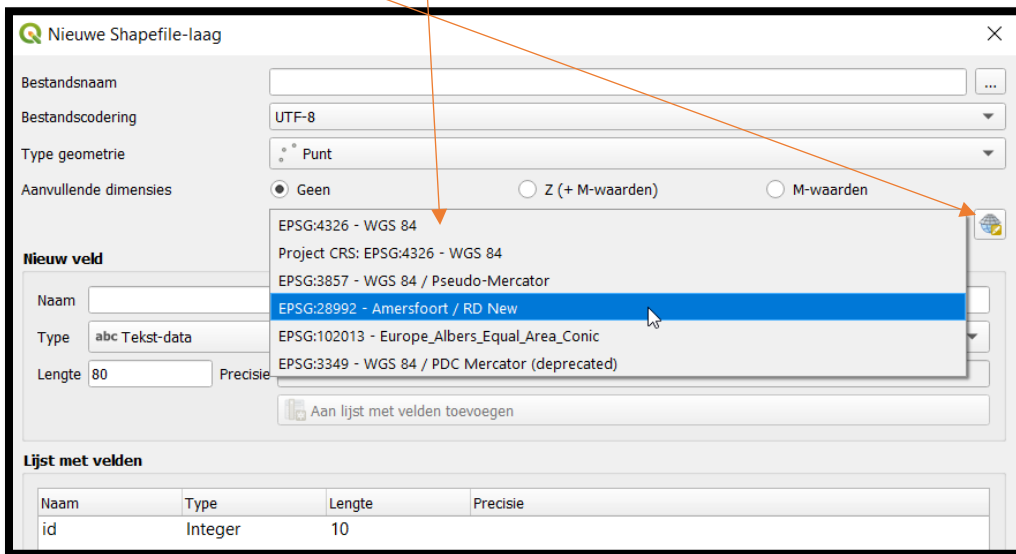 Nieuwe Shapefile-laag
Bestandsnaam ...
Bestandscodering UTF-8
Type geometrie Punt
Aanvullende dimensies Geen Z (+ M-waarden) M-waarden
EPSG:4326 - WGS 84
Project CRS: EPSG:4326 - WGS 84
EPSG:3857 - WGS 84 / Pseudo-Mercator
EPSG:28992 - Amersfoort / RD New
EPSG:102013 - Europe_Albers_Equal_Area_Conic
EPSG:3349 - WGS 84 / PDC Mercator (deprecated)
Nieuw veld
Naam
Type abc Tekst-data
Lengte 80 Precisie
Aan lijst met velden toevoegen
Lijst met velden
Naam Type Lengte Precisie
id Integer 10